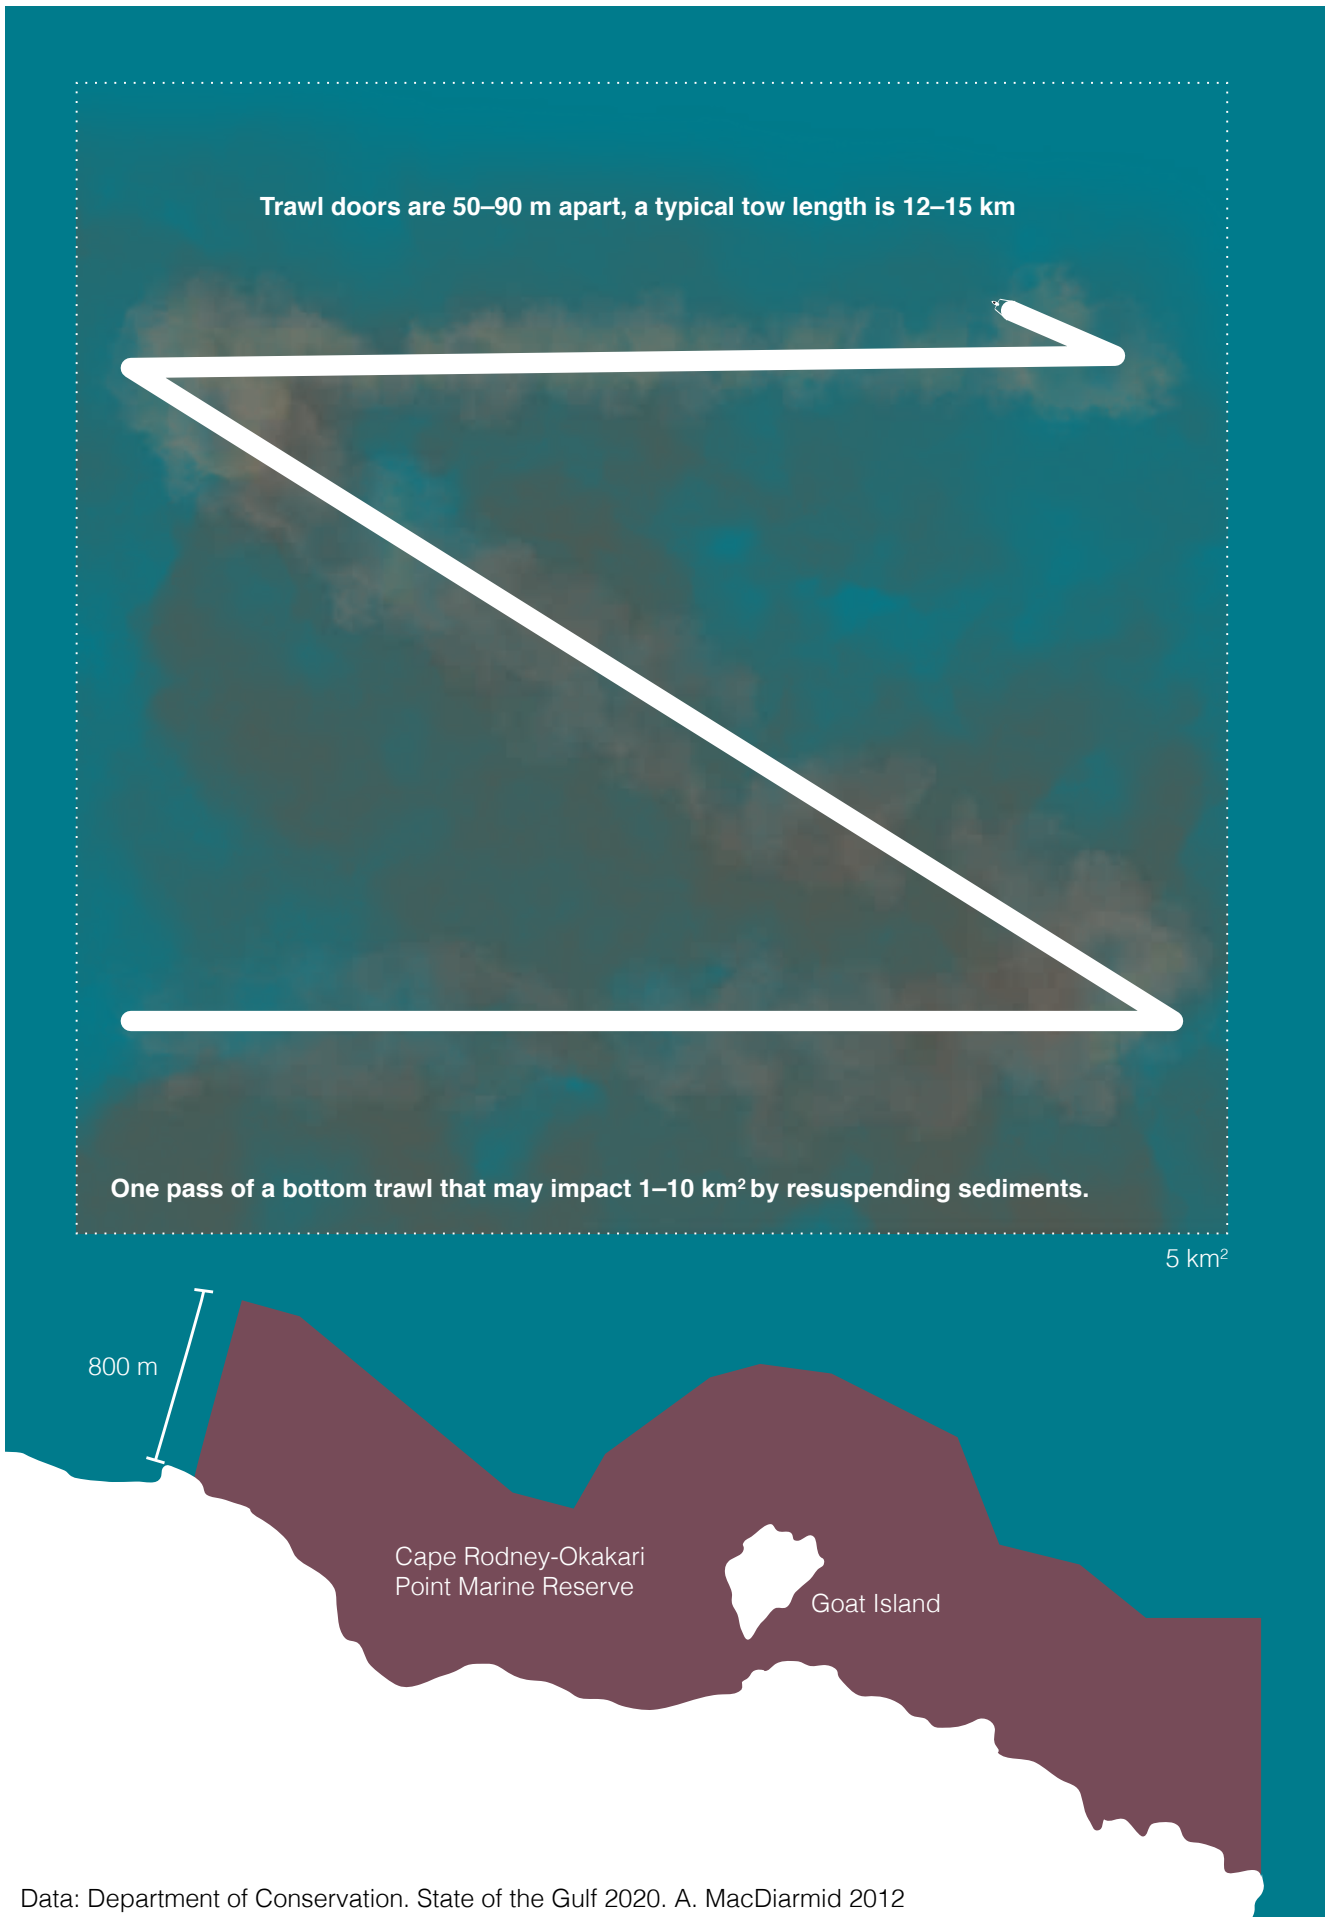 Trawl doors are 50–90 m apart, a typical tow length is 12–15 km
One pass of a bottom trawl that may impact 1–10 km² by resuspending sediments.
5 km²
800 m
Cape Rodney-Okakari
Point Marine Reserve
Goat Island
Data: Department of Conservation. State of the Gulf 2020. A. MacDiarmid 2012